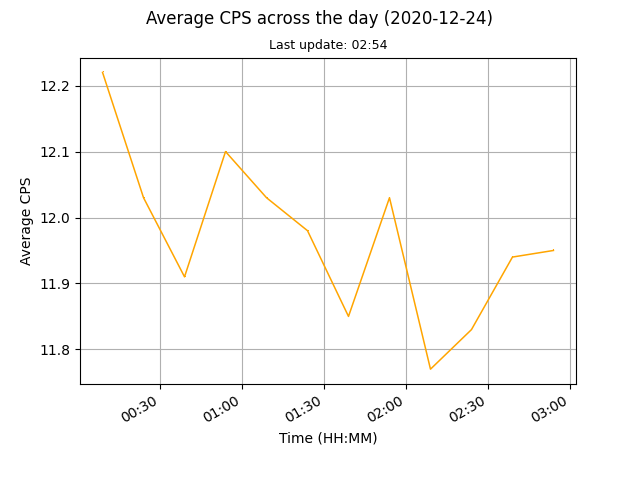 Average CPS across the day (2020-12-24)
Last update: 02:54
12.2
12.1
12.0
11.9
11.8
Average CPS
00:30
01:00
01:30
02:00
02:30
03:00
Time (HH:MM)